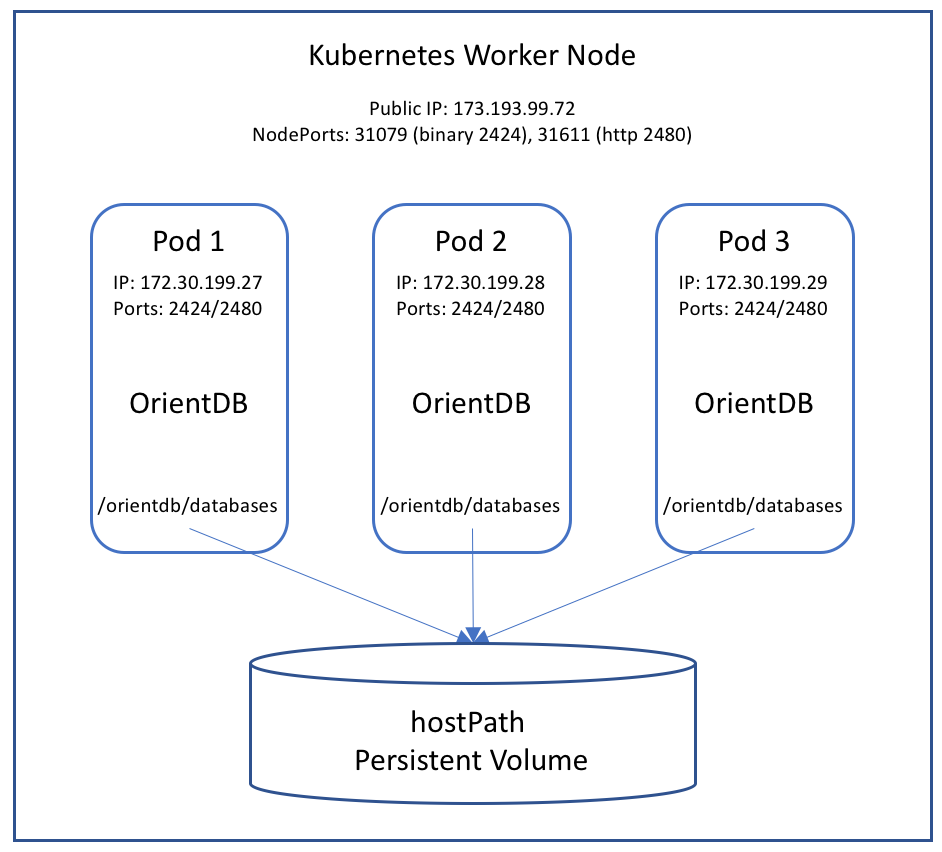 Kubernetes Worker Node
Public IP: 173.193.99.72
NodePorts: 31079 (binary 2424), 31611 (http 2480)
Pod 1
IP: 172.30.199.27
Ports: 2424/2480
OrientDB
/orientdb/databases
Pod 2
IP: 172.30.199.28
Ports: 2424/2480
OrientDB
/orientdb/databases
Pod 3
IP: 172.30.199.29
Ports: 2424/2480
OrientDB
/orientdb/databases
hostPath
Persistent Volume